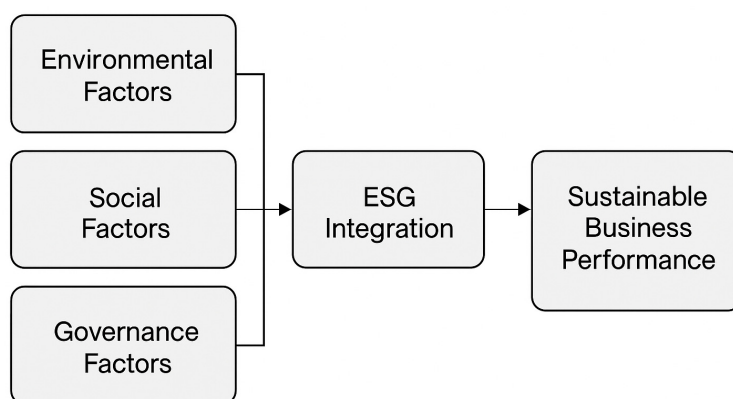 Environmental
Factors
Social
Factors
Governance
Factors
ESG
Integration
Sustainable
Business
Performance